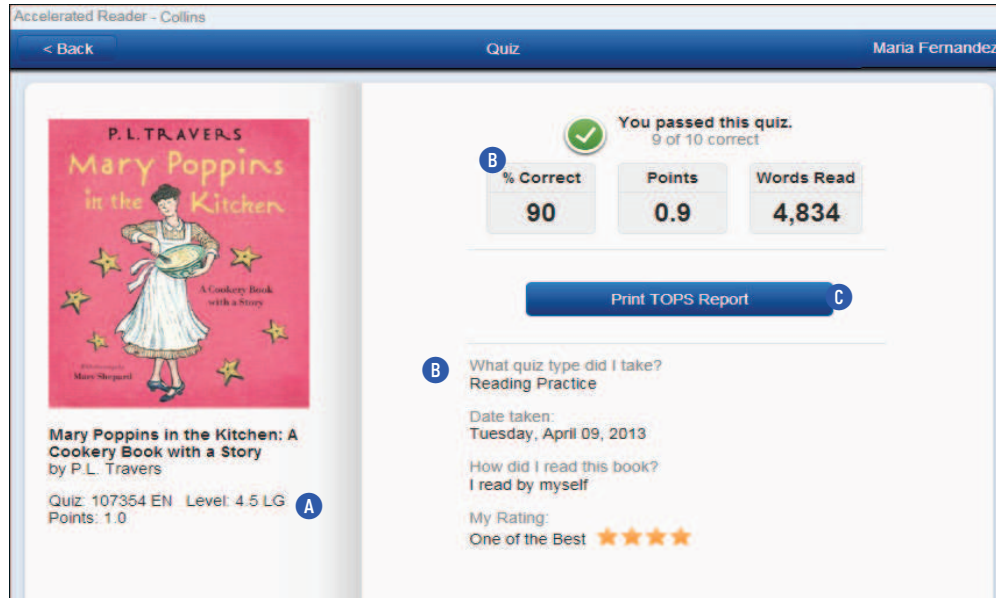 Accelerated Reader - Collins
< Back
Quiz
Maria Fernandez
P.L.TRAVERS
Mary Poppins
in the Kitchen
A Cookery Book
with a Story
Mary Shepard
Mary Poppins in the Kitchen: A
Cookery Book with a Story
by P.L. Travers
Quiz: 107354 EN Level: 4.5 LG
Points: 1.0
A
You passed this quiz.
9 of 10 correct
B
% Correct
Points
Words Read
90
0.9
4,834
Print TOPS Report
C
B
What quiz type did I take?
Reading Practice
Date taken:
Tuesday, April 09, 2013
How did I read this book?
I read by myself
My Rating:
One of the Best